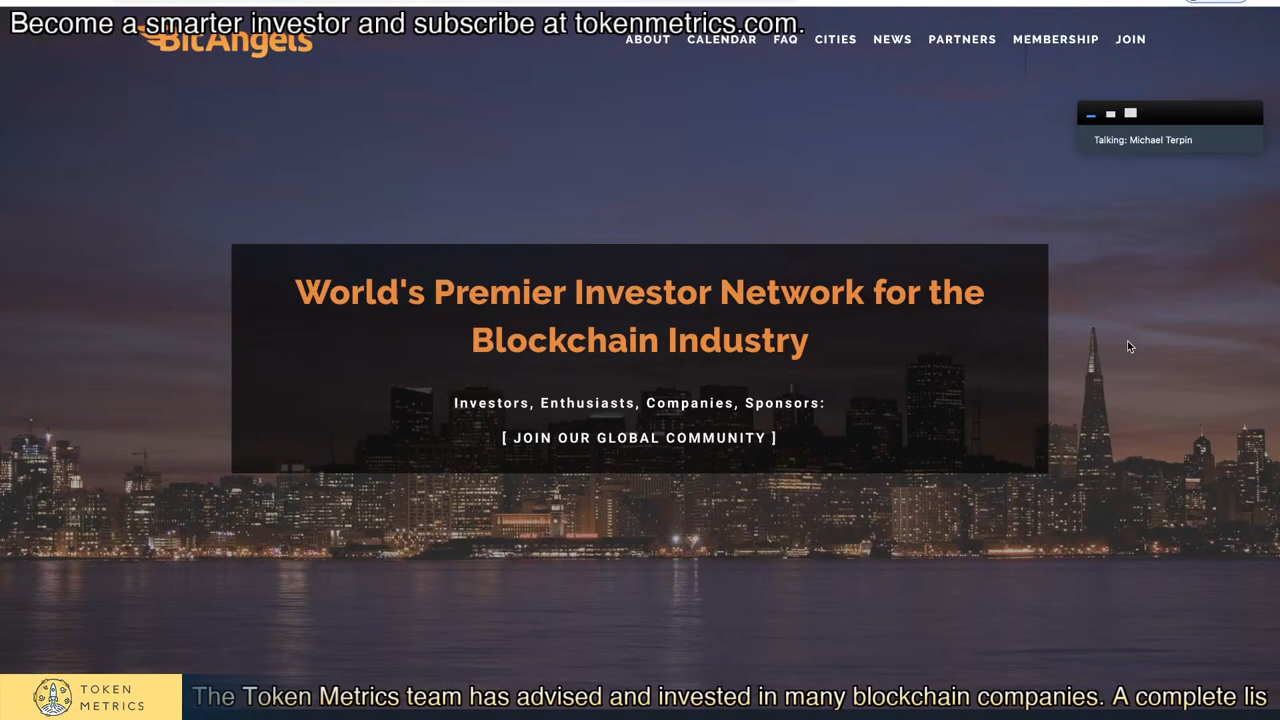 Become a smarter investor and subscribe at tokenmetrics.com.
BitAngels
ABOUT CALENDAR FAQ CITIES NEWS PARTNERS MEMBERSHIP JOIN
Talking: Michael Terpin
World's Premier Investor Network for the
Blockchain Industry
Investors, Enthusiasts, Companies, Sponsors:
[ JOIN OUR GLOBAL COMMUNITY ]
TOKEN
METRICS
The Token Metrics team has advised and invested in many blockchain companies. A complete lis